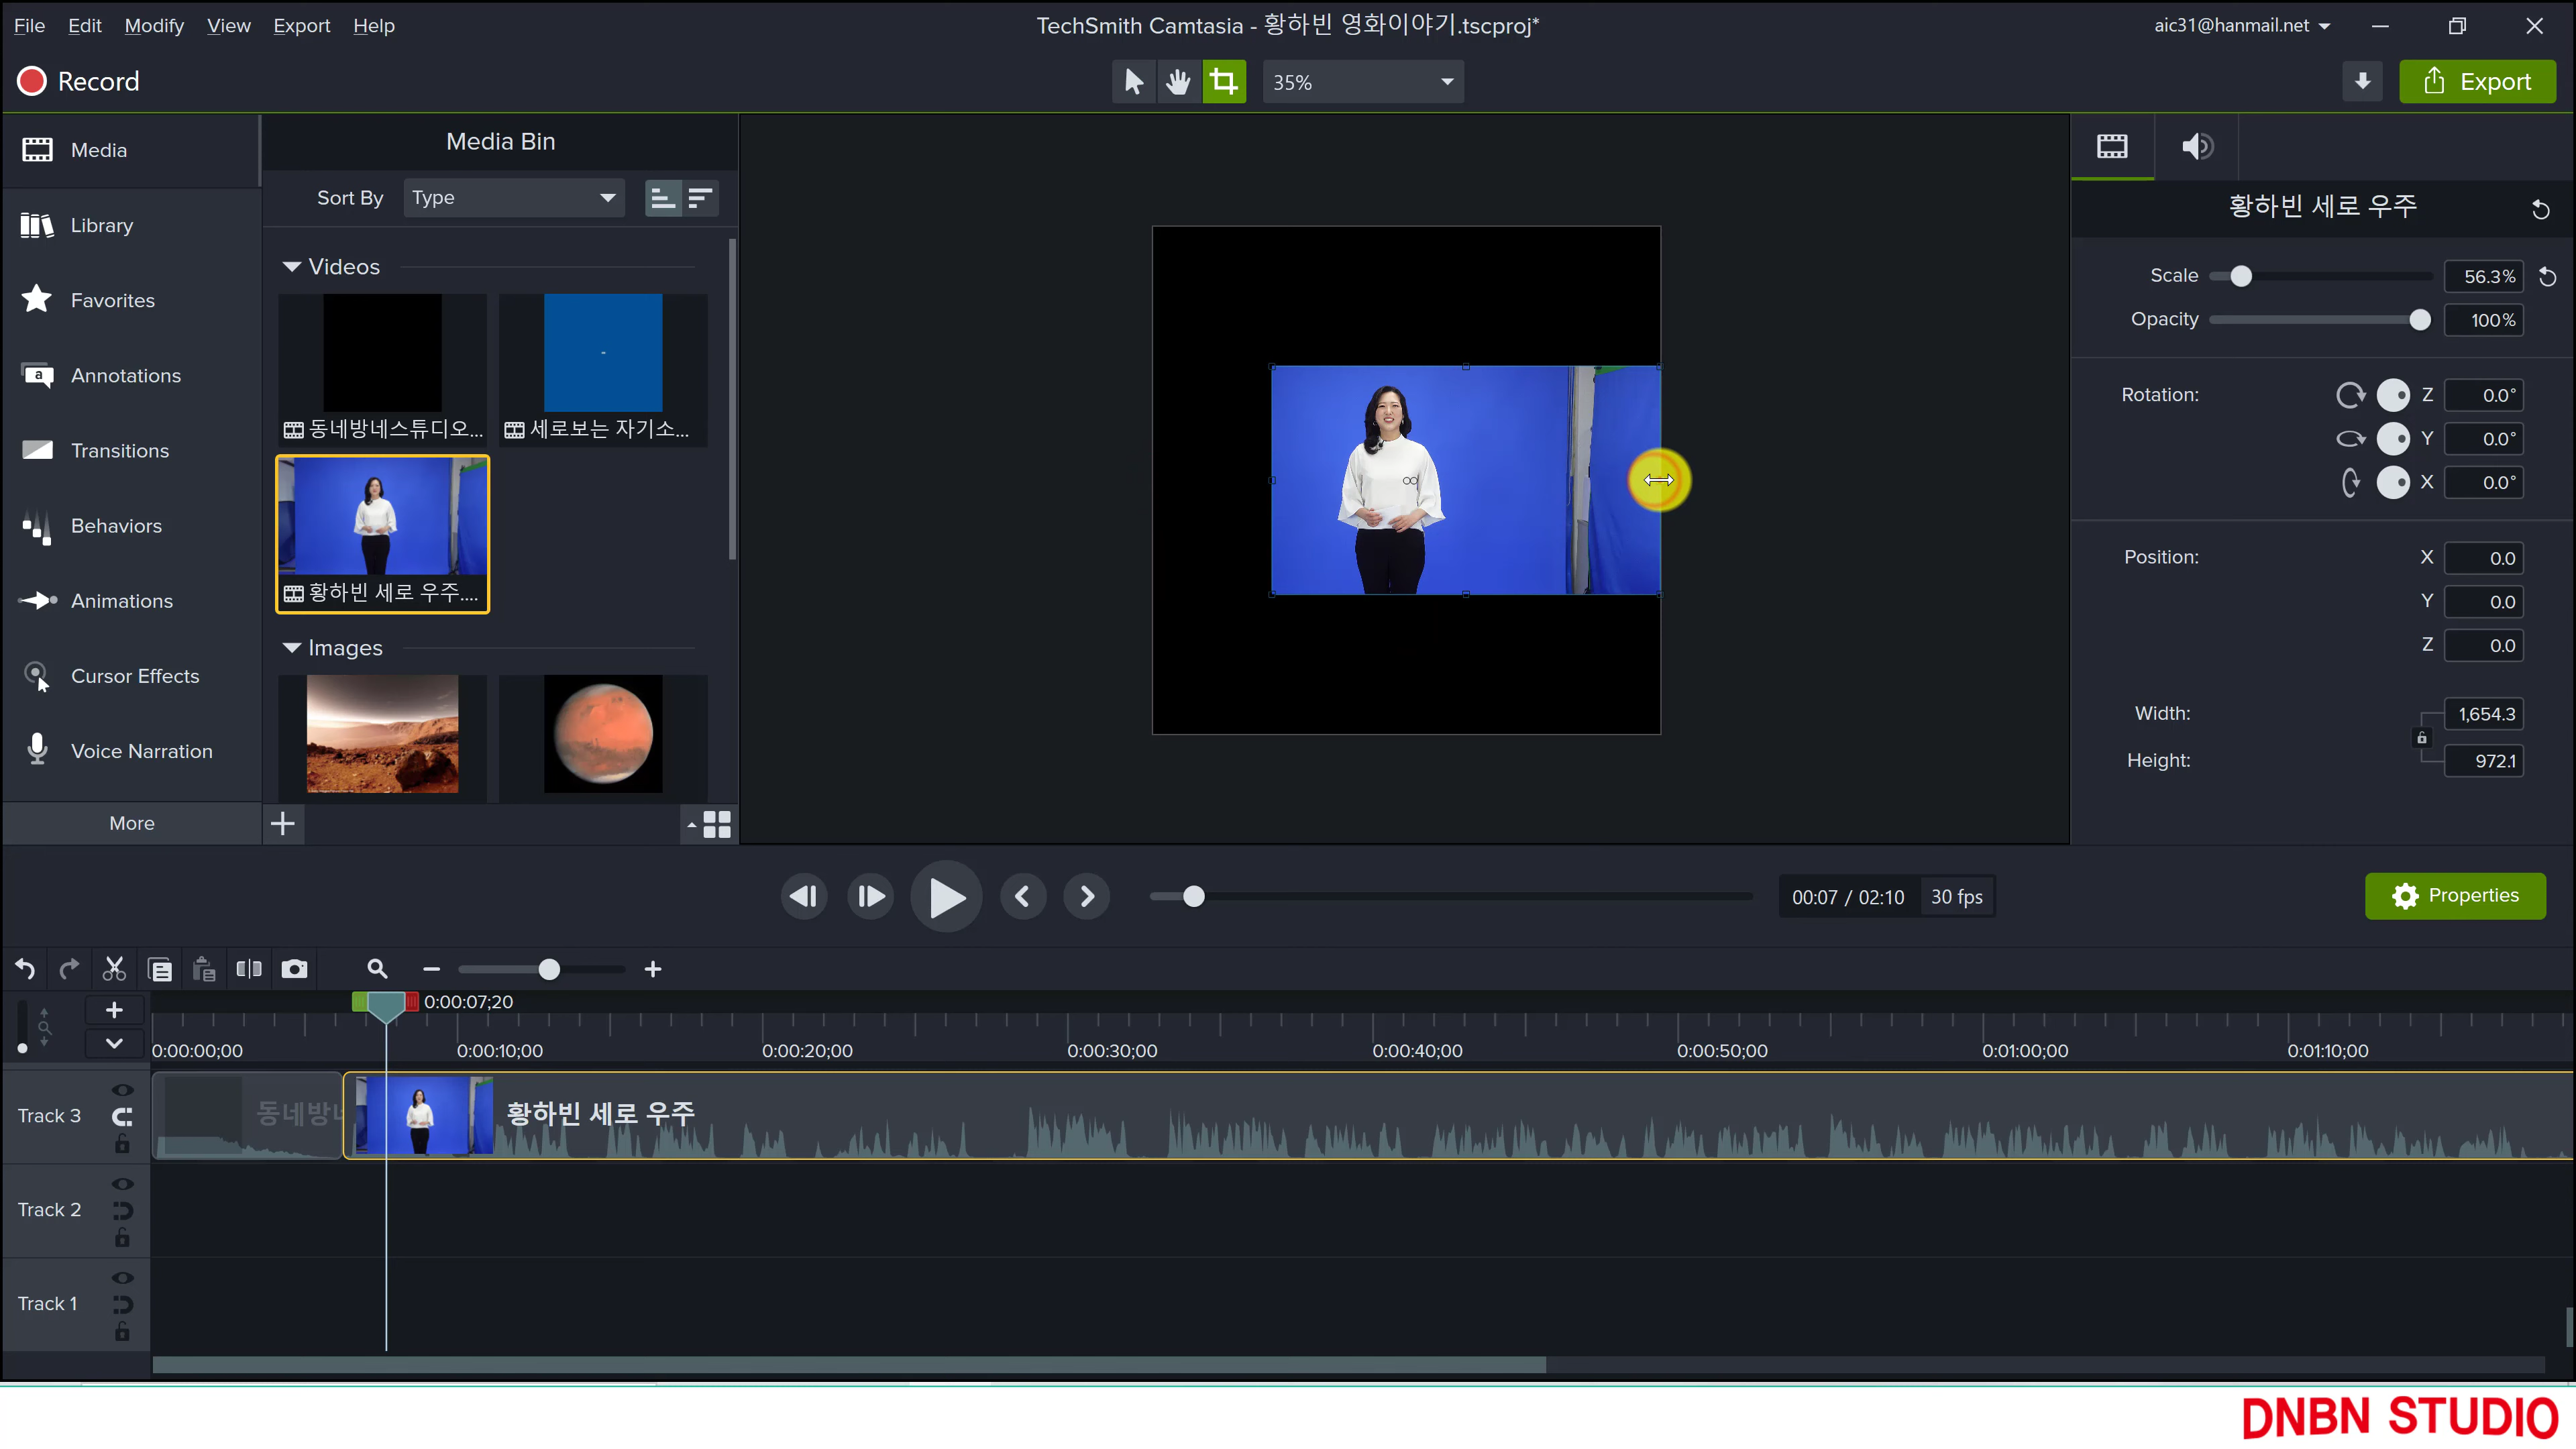 File Edit Modify View Export Help
TechSmith Camtasia - 황하빈 영화이야기.tscproj*
aic31@hanmail.net
Record
35%
Export
Media
Library
Favorites
Annotations
Transitions
Behaviors
Animations
Cursor Effects
Voice Narration
More
Media Bin
Sort By Type
Videos
동네방네스튜디오... 세로보는 자기소...
황하빈 세로 우주....
Images
황하빈 세로 우주
Scale 56.3%
Opacity 100%
Rotation: Z 0.0°
Y 0.0°
X 0.0°
Position: X 0.0
Y 0.0
Z 0.0
Width: 1,654.3
Height: 972.1
00:07 / 02:10 30 fps
Properties
0:00:07;20
0:00:00;00 0:00:10;00 0:00:20;00 0:00:30;00 0:00:40;00 0:00:50;00 0:01:00;00 0:01:10;00
Track 3 동네방네 황하빈 세로 우주
Track 2
Track 1
DNBN STUDIO